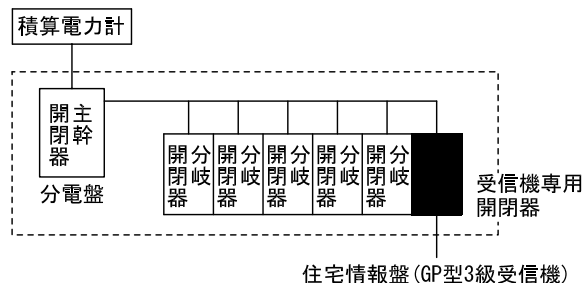 積算電力計
主幹
開閉器
分電盤
分岐
開閉器
分岐
開閉器
分岐
開閉器
分岐
開閉器
分岐
開閉器
受信機専用
開閉器
住宅情報盤(GP型3級受信機)